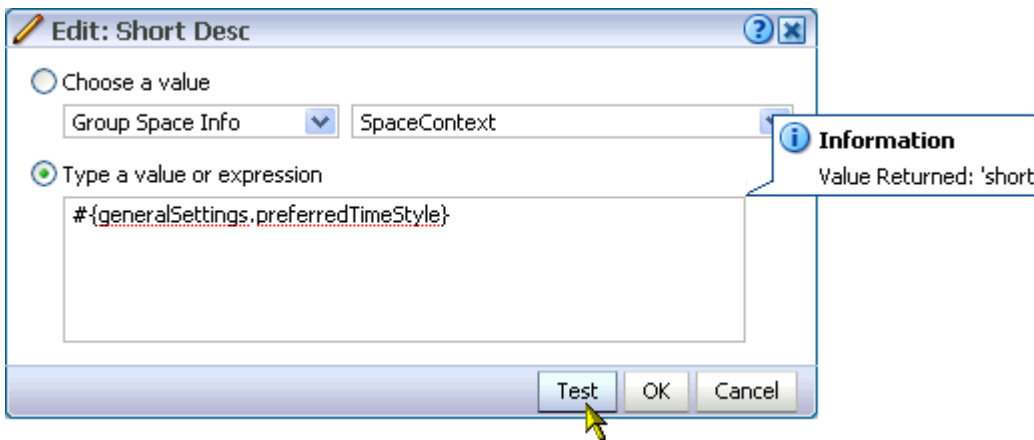 Edit: Short Desc
Choose a value
Group Space Info SpaceContext
Information
Type a value or expression
Value Returned: 'short
#{generalSettings.preferredTimeStyle}
Test OK Cancel